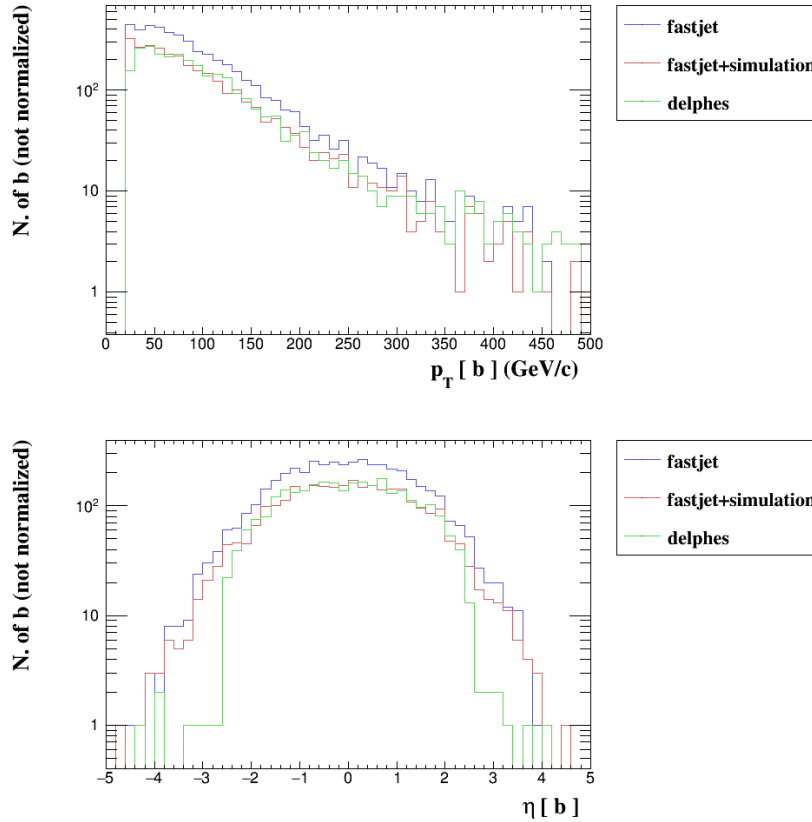 N. of b (not normalized)
10²
10
1
0 50 100 150 200 250 300 350 400 450 500
p_T [ b ] (GeV/c)
fastjet
fastjet+simulation
delphes
N. of b (not normalized)
10²
10
1
−5 −4 −3 −2 −1 0 1 2 3 4 5
η [ b ]
fastjet
fastjet+simulation
delphes